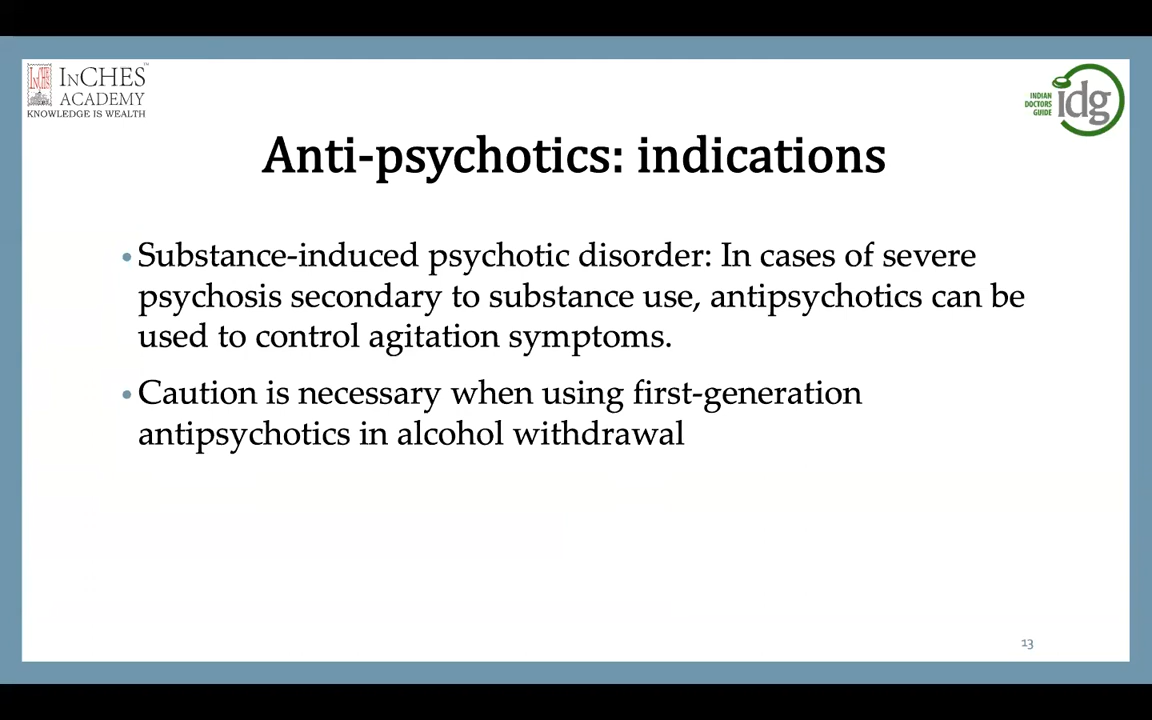 InCHES
ACADEMY
KNOWLEDGE IS WEALTH
INDIAN
DOCTORS
GUIDE
idg
Anti-psychotics: indications
• Substance-induced psychotic disorder: In cases of severe
psychosis secondary to substance use, antipsychotics can be
used to control agitation symptoms.
• Caution is necessary when using first-generation
antipsychotics in alcohol withdrawal
13